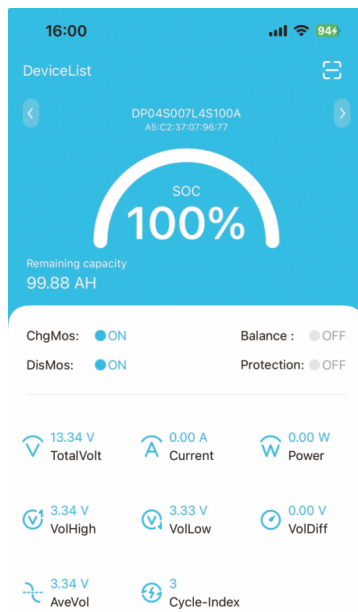 16:00
94
DeviceList
DP04S007L4S100A
A5:C2:37:07:96:77
SOC
100%
Remaining capacity
99.88 AH
ChgMos: ON
Balance : OFF
DisMos: ON
Protection: OFF
13.34 V
TotalVolt
0.00 A
Current
0.00 W
Power
3.34 V
VolHigh
3.33 V
VolLow
0.00 V
VolDiff
3.34 V
AveVol
3
Cycle-Index